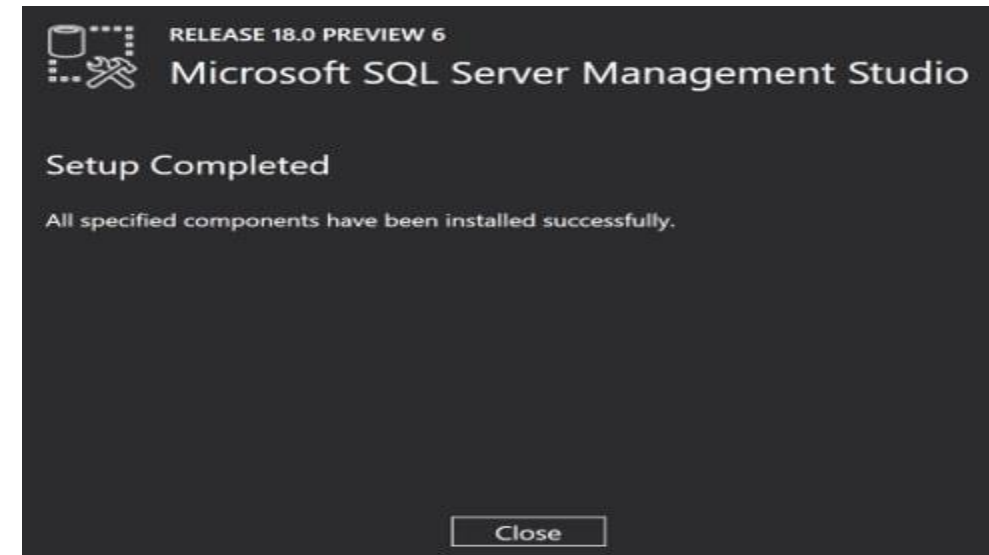 RELEASE 18.0 PREVIEW 6
Microsoft SQL Server Management Studio
Setup Completed
All specified components have been installed successfully.
Close